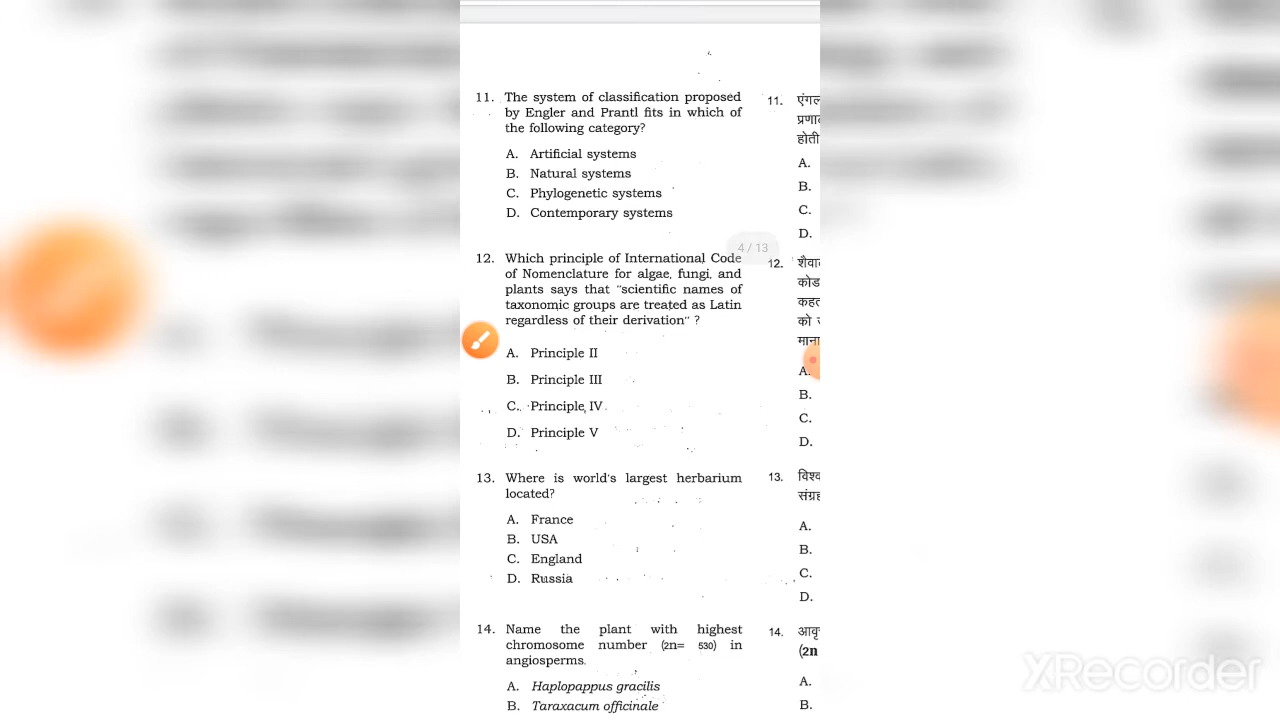 11. The system of classification proposed
by Engler and Prantl fits in which of
the following category?
A. Artificial systems
B. Natural systems
C. Phylogenetic systems
D. Contemporary systems
4 / 13
12. Which principle of International Code
of Nomenclature for algae, fungi, and
plants says that "scientific names of
taxonomic groups are treated as Latin
regardless of their derivation" ?
A. Principle II
B. Principle III
C. Principle IV
D. Principle V
13. Where is world's largest herbarium
located?
A. France
B. USA
C. England
D. Russia
14. Name the plant with highest
chromosome number (2n= 530) in
angiosperms.
A. Haplopappus gracilis
B. Taraxacum officinale
11.
A.
B.
C.
D.
12.
A.
B.
C.
D.
13.
A.
B.
C.
D.
14.
(2n
A.
B.
XRecorder